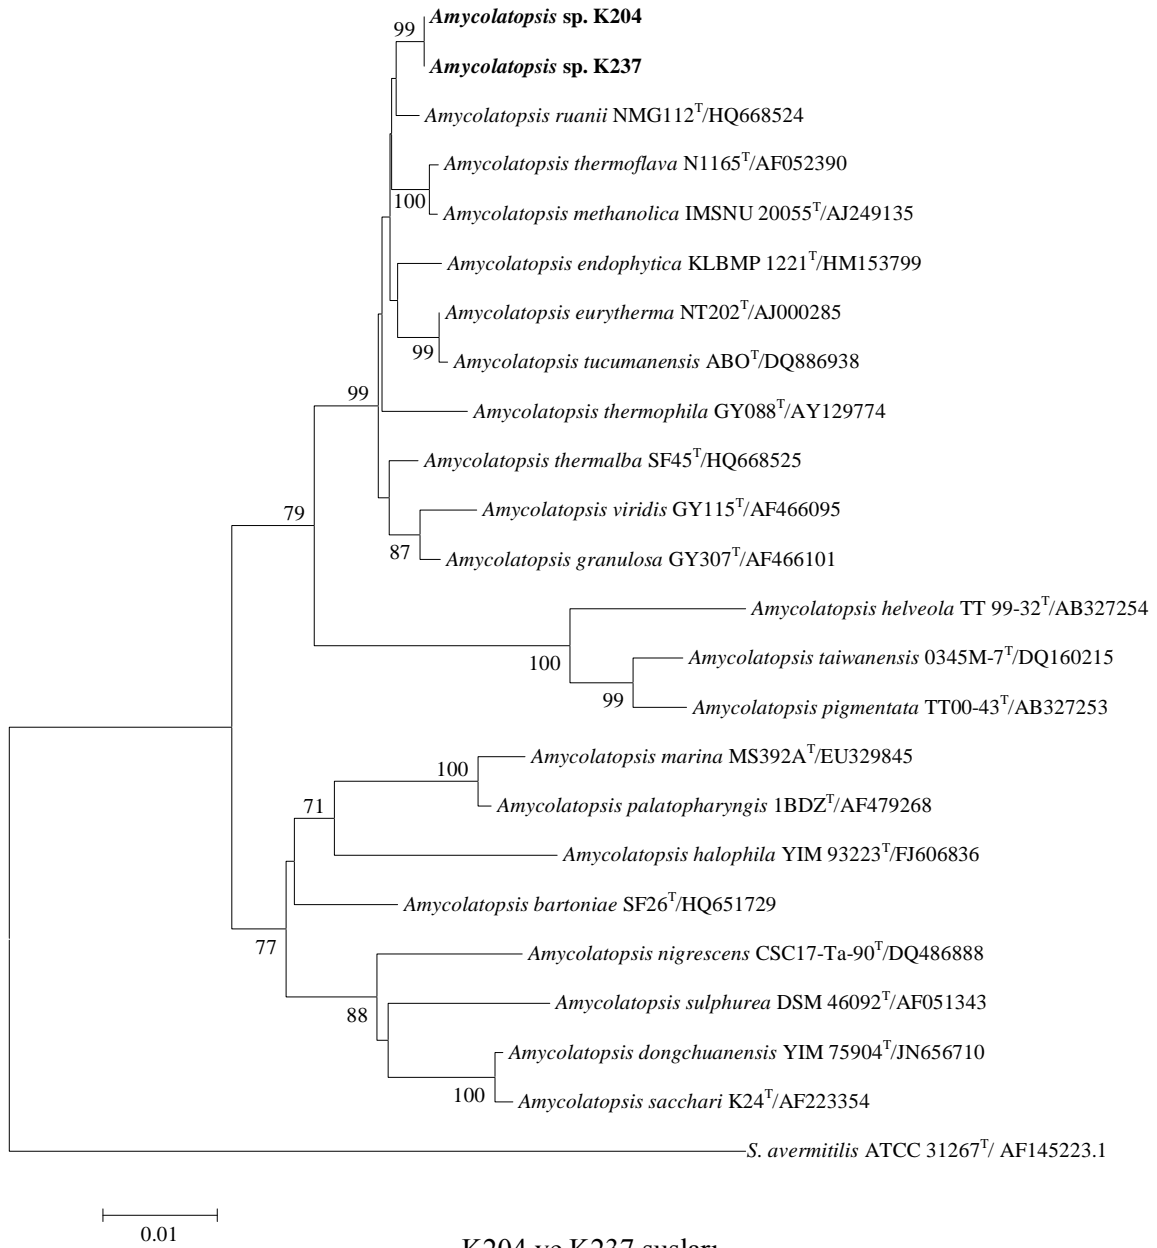 Amycolatopsis sp. K204
99
Amycolatopsis sp. K237
Amycolatopsis ruanii NMG112T/HQ668524
Amycolatopsis thermoflava N1165T/AF052390
100
Amycolatopsis methanolica IMSNU 20055T/AJ249135
Amycolatopsis endophytica KLBMP 1221T/HM153799
Amycolatopsis eurytherma NT202T/AJ000285
99
Amycolatopsis tucumanensis ABOT/DQ886938
99
Amycolatopsis thermophila GY088T/AY129774
Amycolatopsis thermalba SF45T/HQ668525
79
Amycolatopsis viridis GY115T/AF466095
87
Amycolatopsis granulosa GY307T/AF466101
Amycolatopsis helveola TT 99-32T/AB327254
100
Amycolatopsis taiwanensis 0345M-7T/DQ160215
99
Amycolatopsis pigmentata TT00-43T/AB327253
Amycolatopsis marina MS392AT/EU329845
100
71
Amycolatopsis palatopharyngis 1BDZT/AF479268
Amycolatopsis halophila YIM 93223T/FJ606836
Amycolatopsis bartoniae SF26T/HQ651729
77
Amycolatopsis nigrescens CSC17-Ta-90T/DQ486888
88
Amycolatopsis sulphurea DSM 46092T/AF051343
Amycolatopsis dongchuanensis YIM 75904T/JN656710
100
Amycolatopsis sacchari K24T/AF223354
S. avermitilis ATCC 31267T/ AF145223.1
0.01
K204 ve K237 suşları